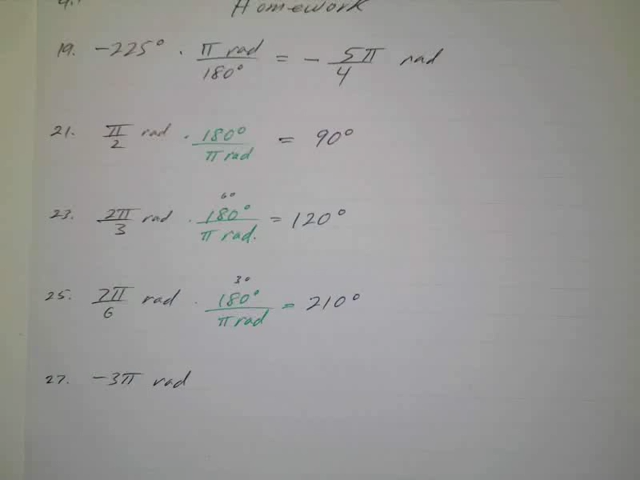 Homework
19. -225° · π rad/180° = - 5π/4 rad
21. π/2 rad · 180°/π rad = 90°
23. 2π/3 rad · 60 180°/π rad. = 120°
25. 7π/6 rad · 30 180°/π rad = 210°
27. -3π rad